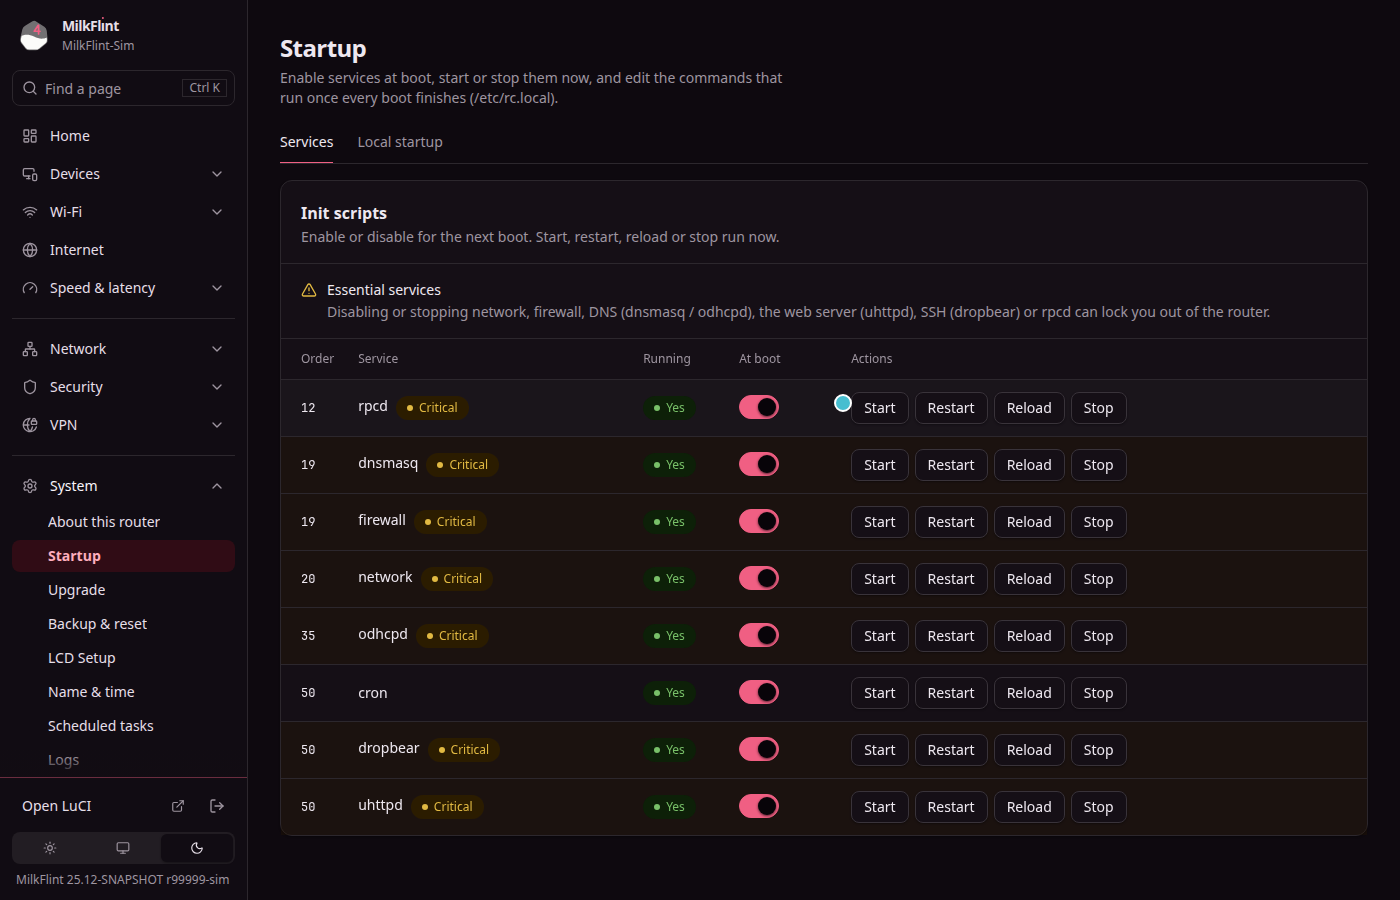 MilkFlint
MilkFlint-Sim
Find a page
Ctrl K
Home
Devices
Wi-Fi
Internet
Speed & latency
Network
Security
VPN
System
About this router
Startup
Upgrade
Backup & reset
LCD Setup
Name & time
Scheduled tasks
Logs
Open LuCI
MilkFlint 25.12-SNAPSHOT r99999-sim
Startup
Enable services at boot, start or stop them now, and edit the commands that
run once every boot finishes (/etc/rc.local).
Services Local startup
Init scripts
Enable or disable for the next boot. Start, restart, reload or stop run now.
Essential services
Disabling or stopping network, firewall, DNS (dnsmasq / odhcpd), the web server (uhttpd), SSH (dropbear) or rpcd can lock you out of the router.
Order Service Running At boot Actions
12 rpcd Critical Yes Start Restart Reload Stop
19 dnsmasq Critical Yes Start Restart Reload Stop
19 firewall Critical Yes Start Restart Reload Stop
20 network Critical Yes Start Restart Reload Stop
35 odhcpd Critical Yes Start Restart Reload Stop
50 cron Yes Start Restart Reload Stop
50 dropbear Critical Yes Start Restart Reload Stop
50 uhttpd Critical Yes Start Restart Reload Stop